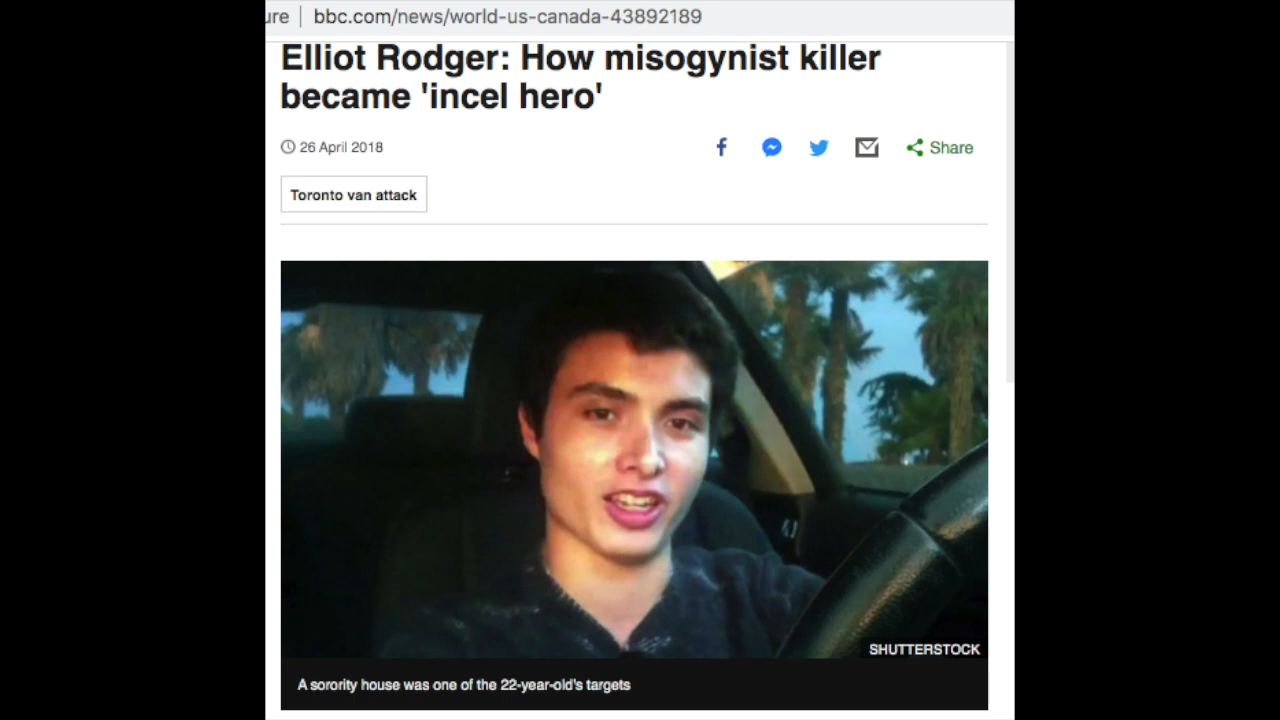 ure | bbc.com/news/world-us-canada-43892189
Elliot Rodger: How misogynist killer
became 'incel hero'
26 April 2018
Share
Toronto van attack
SHUTTERSTOCK
A sorority house was one of the 22-year-old's targets